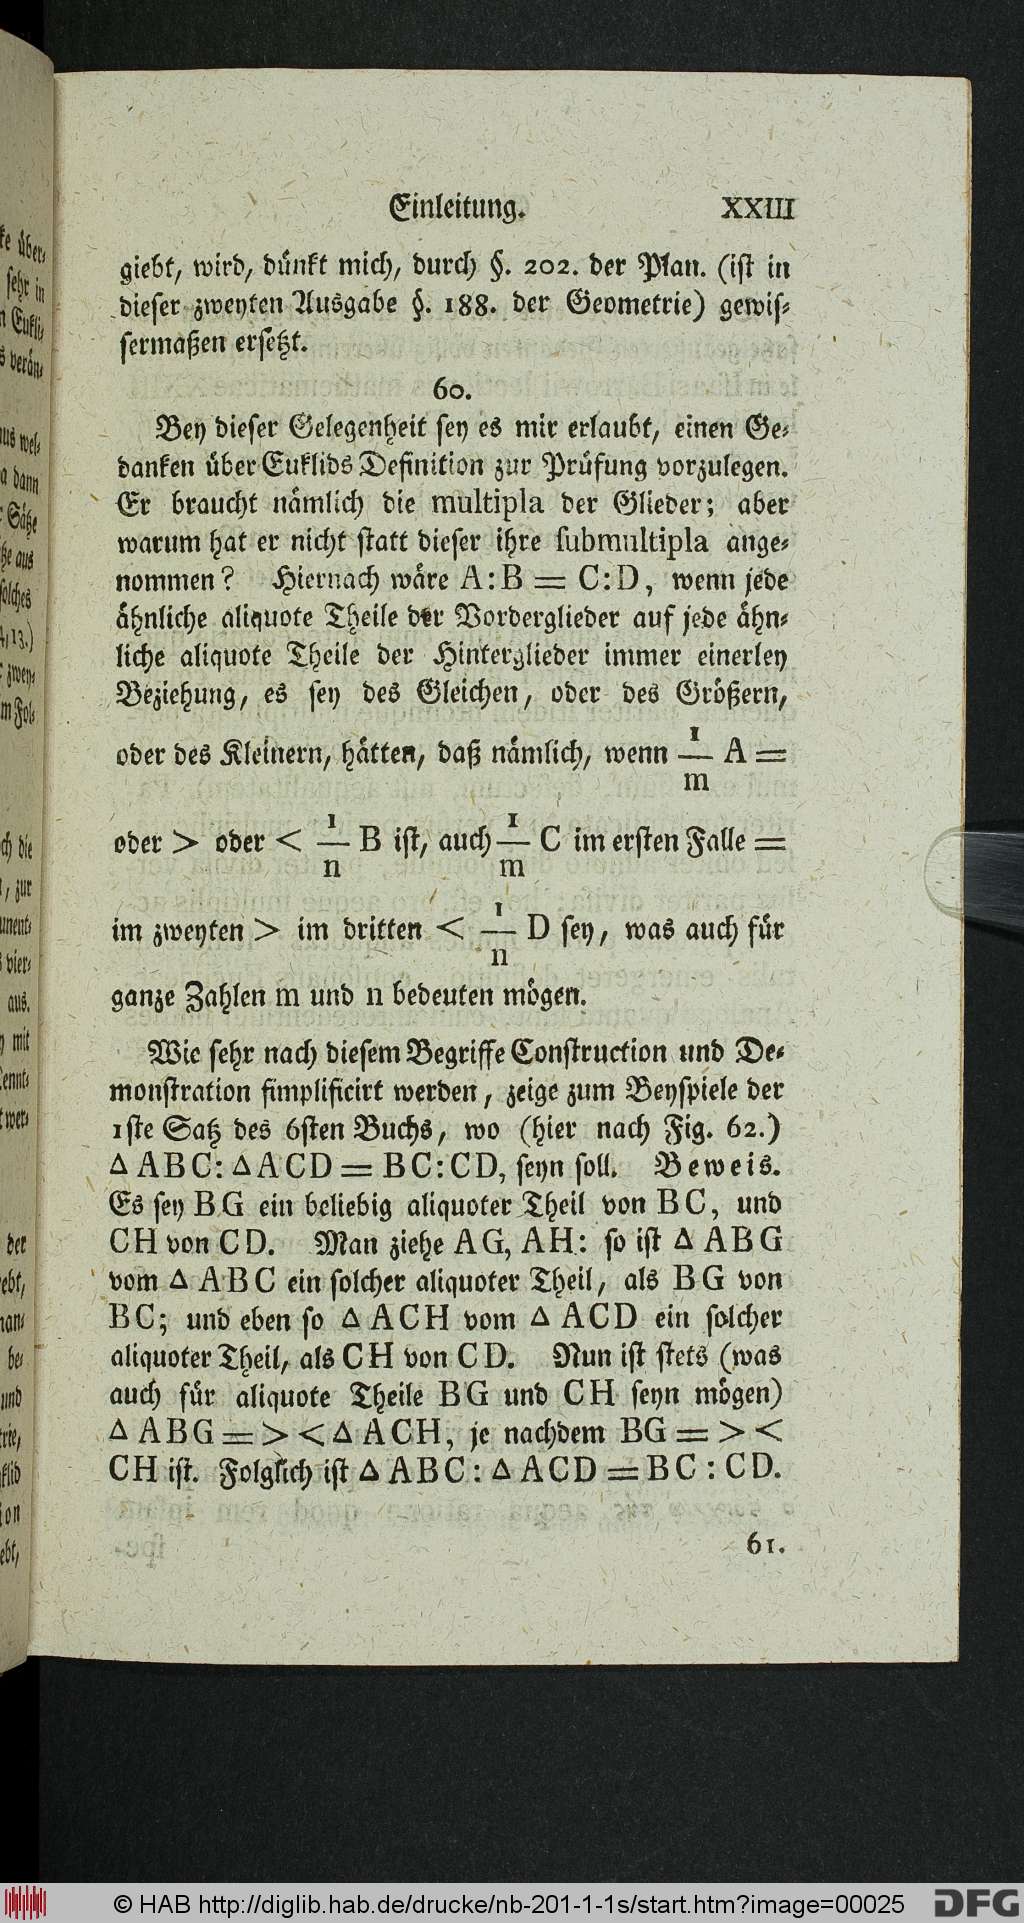 Einleitung. XXIII
giebt, wird, dünkt mich, durch §. 202. der Plan. (ist in
dieser zweyten Ausgabe §. 188. der Geometrie) gewis-
sermaßen ersetzt.
60.
Bey dieser Gelegenheit sey es mir erlaubt, einen Ge-
danken über Euklids Definition zur Prüfung vorzulegen.
Er braucht nämlich die multipla der Glieder; aber
warum hat er nicht statt dieser ihre submultipla ange-
nommen? Hiernach wäre A:B = C:D, wenn jede
ähnliche aliquote Theile der Vorderglieder auf jede ähn-
liche aliquote Theile der Hinterglieder immer einerley
Beziehung, es sey des Gleichen, oder des Größern,
oder des Kleinern, hätten, daß nämlich, wenn 1/m A =
oder > oder < 1/n B ist, auch 1/m C im ersten Falle =
im zweyten > im dritten < 1/n D sey, was auch für
ganze Zahlen m und n bedeuten mögen.
Wie sehr nach diesem Begriffe Construction und De-
monstration simplificirt werden, zeige zum Beyspiele der
1ste Satz des 6sten Buchs, wo (hier nach Fig. 62.)
Δ ABC: Δ ACD = BC:CD, seyn soll. Beweis.
Es sey BG ein beliebig aliquoter Theil von BC, und
CH von CD. Man ziehe AG, AH: so ist Δ ABG
vom Δ ABC ein solcher aliquoter Theil, als BG von
BC; und eben so Δ ACH vom Δ ACD ein solcher
aliquoter Theil, als CH von CD. Nun ist stets (was
auch für aliquote Theile BG und CH seyn mögen)
Δ ABG = > < Δ ACH, je nachdem BG = > <
CH ist. Folglich ist Δ ABC : Δ ACD = BC : CD.
61.
© HAB http://diglib.hab.de/drucke/nb-201-1-1s/start.htm?image=00025
DFG